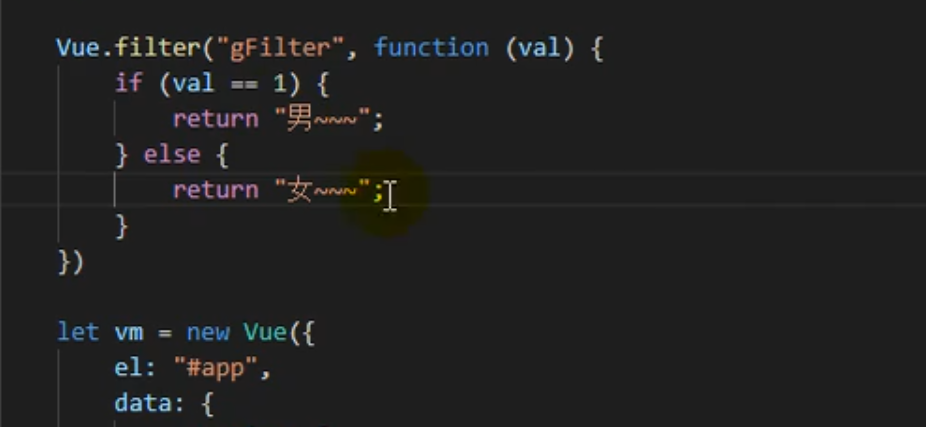 Vue.filter("gFilter", function (val) {
    if (val == 1) {
        return "男~~~";
    } else {
        return "女~~~";
    }
})
let vm = new Vue({
    el: "#app",
    data: {